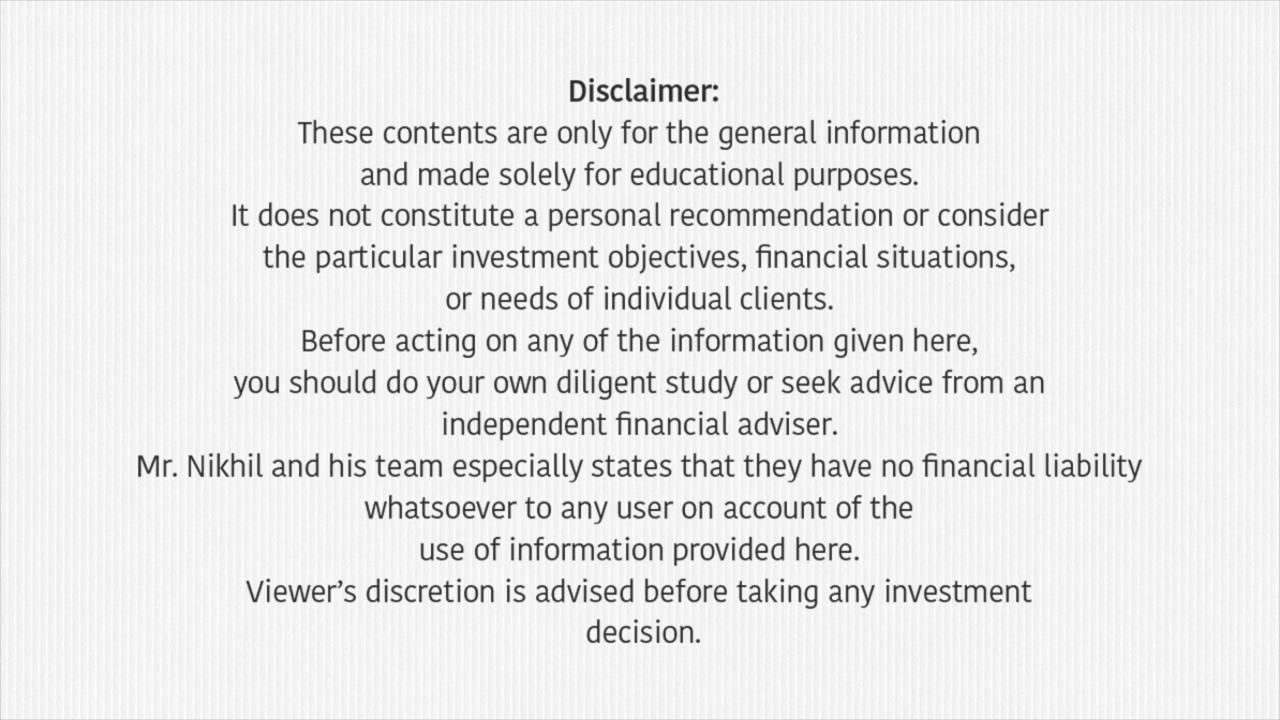 Disclaimer:
These contents are only for the general information
and made solely for educational purposes.
It does not constitute a personal recommendation or consider
the particular investment objectives, financial situations,
or needs of individual clients.
Before acting on any of the information given here,
you should do your own diligent study or seek advice from an
independent financial adviser.
Mr. Nikhil and his team especially states that they have no financial liability
whatsoever to any user on account of the
use of information provided here.
Viewer’s discretion is advised before taking any investment
decision.